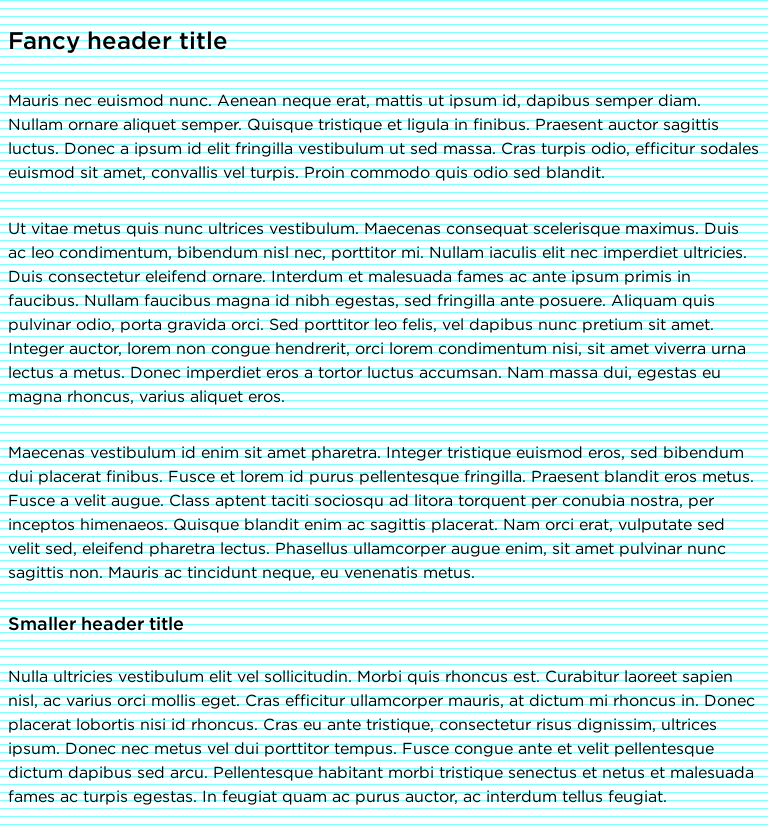 Fancy header title
Mauris nec euismod nunc. Aenean neque erat, mattis ut ipsum id, dapibus semper diam.
Nullam ornare aliquet semper. Quisque tristique et ligula in finibus. Praesent auctor sagittis
luctus. Donec a ipsum id elit fringilla vestibulum ut sed massa. Cras turpis odio, efficitur sodales
euismod sit amet, convallis vel turpis. Proin commodo quis odio sed blandit.
Ut vitae metus quis nunc ultrices vestibulum. Maecenas consequat scelerisque maximus. Duis
ac leo condimentum, bibendum nisl nec, porttitor mi. Nullam iaculis elit nec imperdiet ultricies.
Duis consectetur eleifend ornare. Interdum et malesuada fames ac ante ipsum primis in
faucibus. Nullam faucibus magna id nibh egestas, sed fringilla ante posuere. Aliquam quis
pulvinar odio, porta gravida orci. Sed porttitor leo felis, vel dapibus nunc pretium sit amet.
Integer auctor, lorem non congue hendrerit, orci lorem condimentum nisi, sit amet viverra urna
lectus a metus. Donec imperdiet eros a tortor luctus accumsan. Nam massa dui, egestas eu
magna rhoncus, varius aliquet eros.
Maecenas vestibulum id enim sit amet pharetra. Integer tristique euismod eros, sed bibendum
dui placerat finibus. Fusce et lorem id purus pellentesque fringilla. Praesent blandit eros metus.
Fusce a velit augue. Class aptent taciti sociosqu ad litora torquent per conubia nostra, per
inceptos himenaeos. Quisque blandit enim ac sagittis placerat. Nam orci erat, vulputate sed
velit sed, eleifend pharetra lectus. Phasellus ullamcorper augue enim, sit amet pulvinar nunc
sagittis non. Mauris ac tincidunt neque, eu venenatis metus.
Smaller header title
Nulla ultricies vestibulum elit vel sollicitudin. Morbi quis rhoncus est. Curabitur laoreet sapien
nisl, ac varius orci mollis eget. Cras efficitur ullamcorper mauris, at dictum mi rhoncus in. Donec
placerat lobortis nisi id rhoncus. Cras eu ante tristique, consectetur risus dignissim, ultrices
ipsum. Donec nec metus vel dui porttitor tempus. Fusce congue ante et velit pellentesque
dictum dapibus sed arcu. Pellentesque habitant morbi tristique senectus et netus et malesuada
fames ac turpis egestas. In feugiat quam ac purus auctor, ac interdum tellus feugiat.